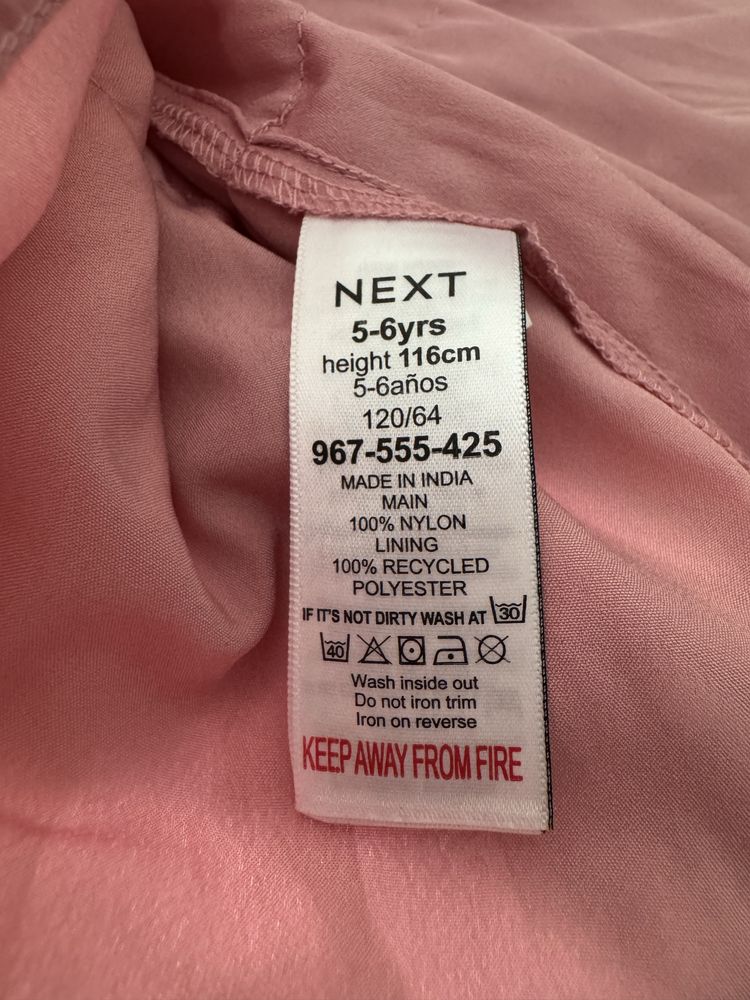 NEXT
5-6yrs
height 116cm
5-6años
120/64
967-555-425
MADE IN INDIA
MAIN
100% NYLON
LINING
100% RECYCLED
POLYESTER
IF IT'S NOT DIRTY WASH AT 30
40
Wash inside out
Do not iron trim
Iron on reverse
KEEP AWAY FROM FIRE